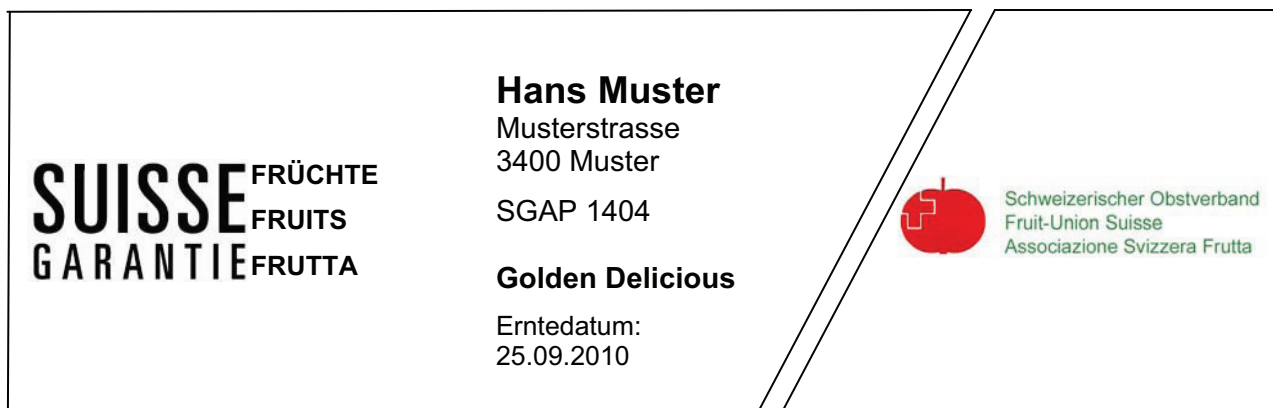 SUISSE
GARANTIE
FRÜCHTE
FRUITS
FRUTTA
Hans Muster
Musterstrasse
3400 Muster
SGAP 1404
Golden Delicious
Erntedatum:
25.09.2010
Schweizerischer Obstverband
Fruit-Union Suisse
Associazione Svizzera Frutta